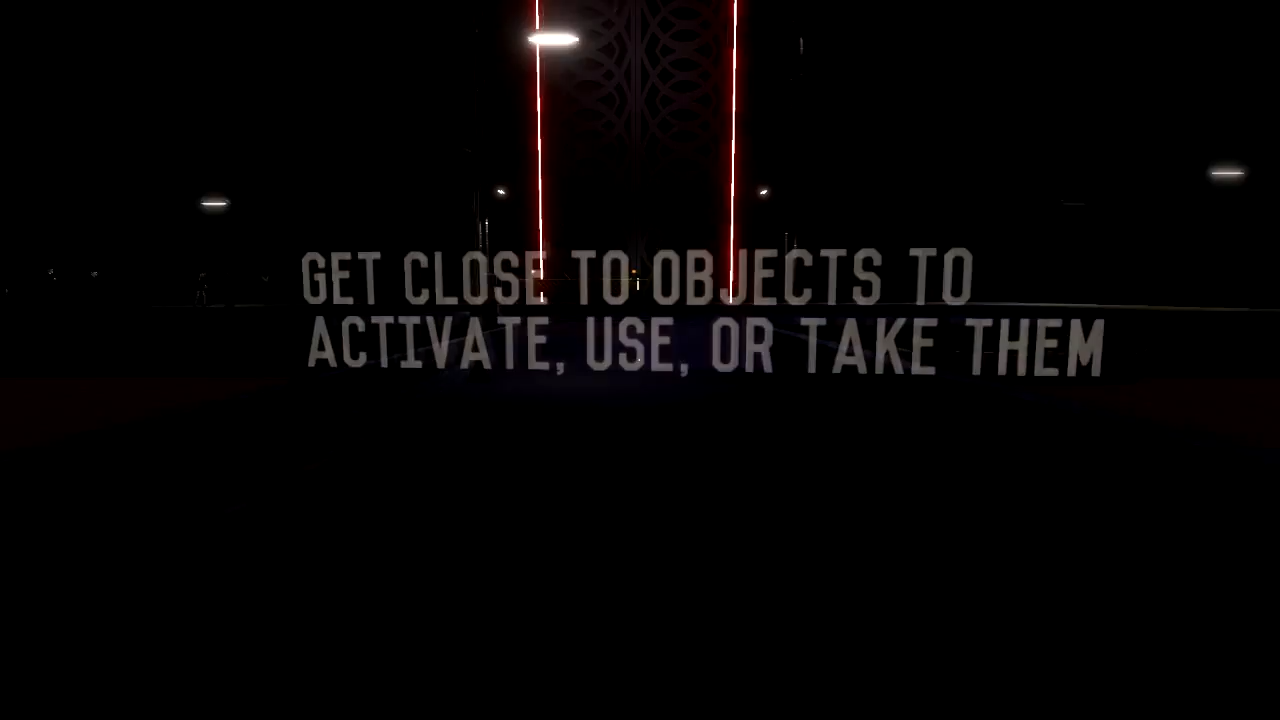 GET CLOSE TO OBJECTS TO
ACTIVATE, USE, OR TAKE THEM